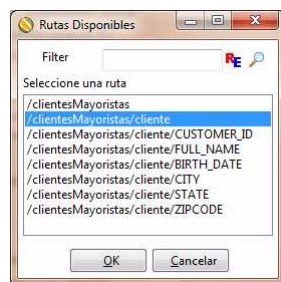 Rutas Disponibles
Filter
RE
Seleccione una ruta
/clientesMayoristas
/clientesMayoristas/cliente
/clientesMayoristas/cliente/CUSTOMER_ID
/clientesMayoristas/cliente/FULL_NAME
/clientesMayoristas/cliente/BIRTH_DATE
/clientesMayoristas/cliente/CITY
/clientesMayoristas/cliente/STATE
/clientesMayoristas/cliente/ZIPCODE
OK Cancelar